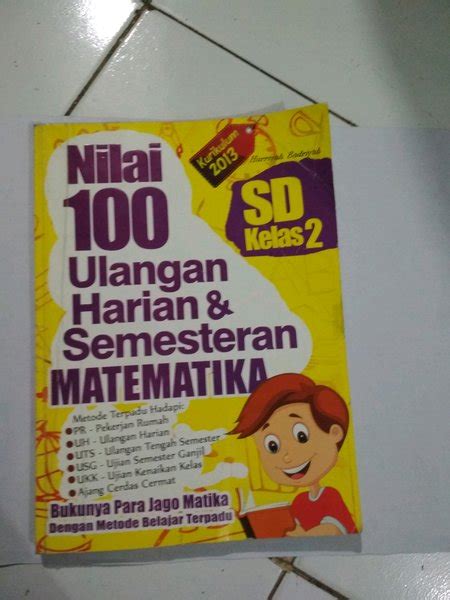 Kurikulum
2013
Nilai
100
Ulangan
Harian &
Semesteran
MATEMATIKA
SD
Kelas 2
Metode Terpadu Hadapi:
PR - Pekerjan Rumah
UH - Ulangan Harian
UTS - Ulangan Tengah Semester
USG - Ujian Semester Ganjil
UKK - Ujian Kenaikan Kelas
Ajang Cerdas Cermat
Bukunya Para Jago Matika
Dengan Metode Belajar Terpadu